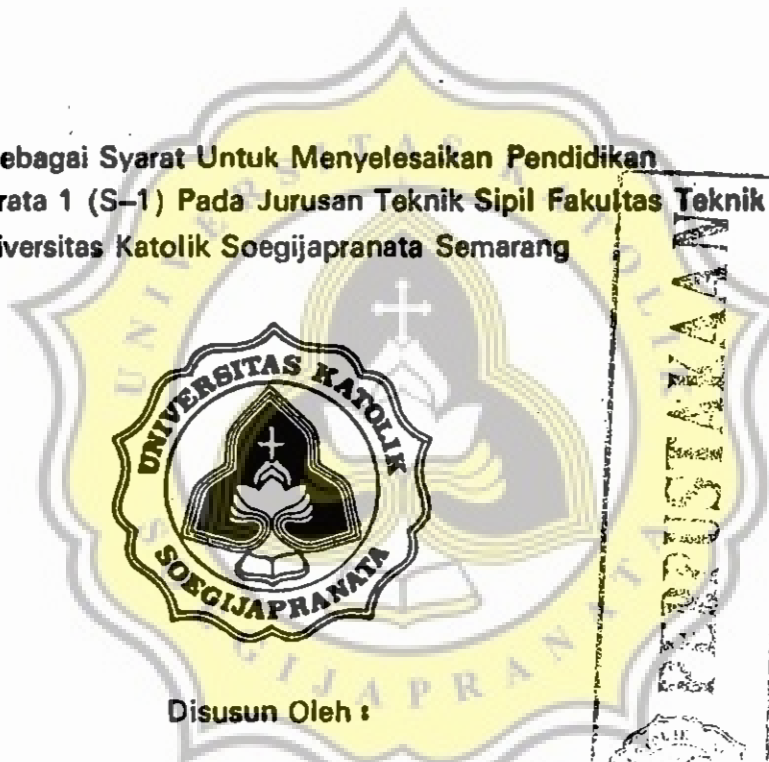 ebagai Syarat Untuk Menyelesaikan Pendidikan
rata 1 (S–1) Pada Jurusan Teknik Sipil Fakultas Teknik
iversitas Katolik Soegijapranata Semarang
UNIVERSITAS KATOLIK
SOEGIJAPRANATA
Disusun Oleh :
PERPUSTAKAAN